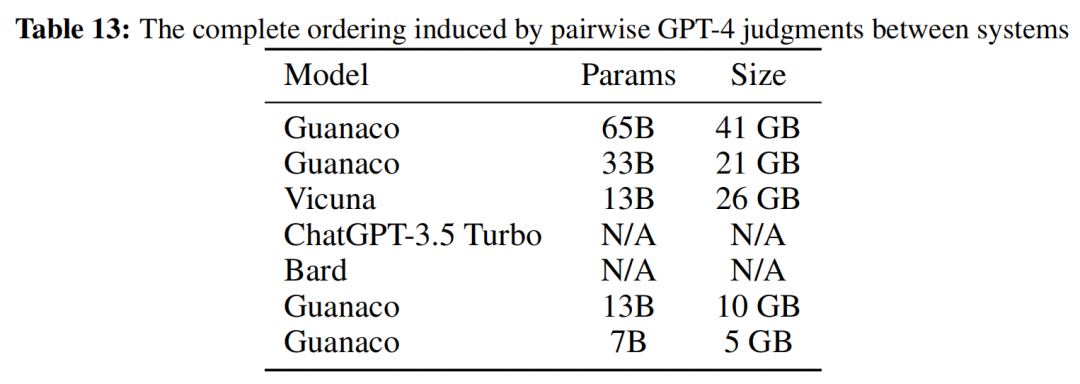 Table 13: The complete ordering induced by pairwise GPT-4 judgments between systems
Model Params Size
Guanaco 65B 41 GB
Guanaco 33B 21 GB
Vicuna 13B 26 GB
ChatGPT-3.5 Turbo N/A N/A
Bard N/A N/A
Guanaco 13B 10 GB
Guanaco 7B 5 GB